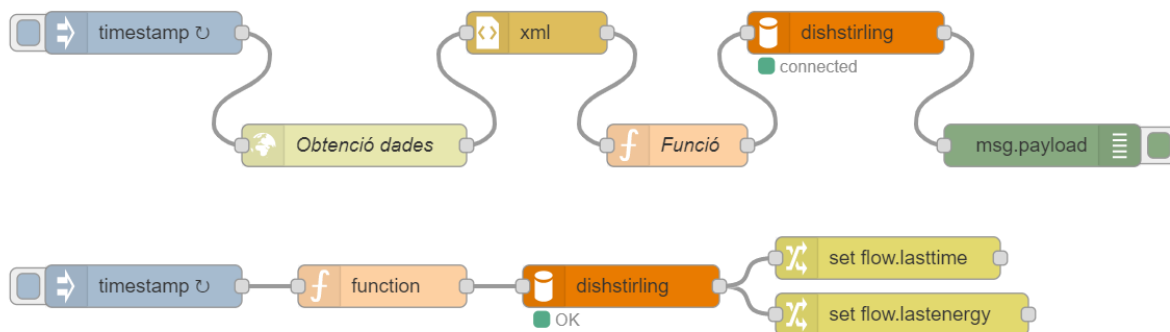 timestamp ↻
xml
dishstirling
connected
Obtenció dades
Funció
msg.payload
timestamp ↻
function
dishstirling
OK
set flow.lasttime
set flow.lastenergy